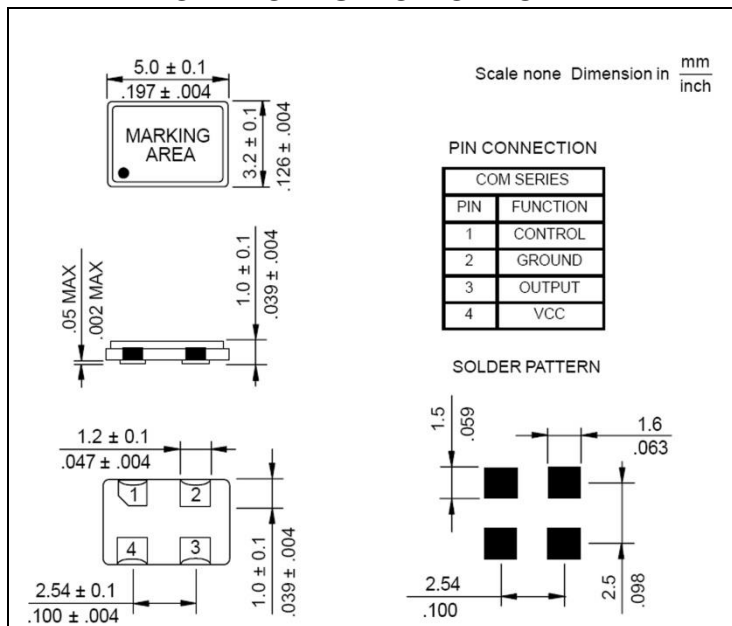 5.0 ± 0.1
.197 ± .004
MARKING
AREA
3.2 ± 0.1
.126 ± .004
Scale none Dimension in mm
inch
PIN CONNECTION
COM SERIES
PIN FUNCTION
1 CONTROL
2 GROUND
3 OUTPUT
4 VCC
.05 MAX
.002 MAX
1.0 ± 0.1
.039 ± .004
SOLDER PATTERN
1.2 ± 0.1
.047 ± .004
1 2
4 3
1.0 ± 0.1
.039 ± .004
2.54 ± 0.1
.100 ± .004
1.5
.059
1.6
.063
2.54
.100
2.5
.098